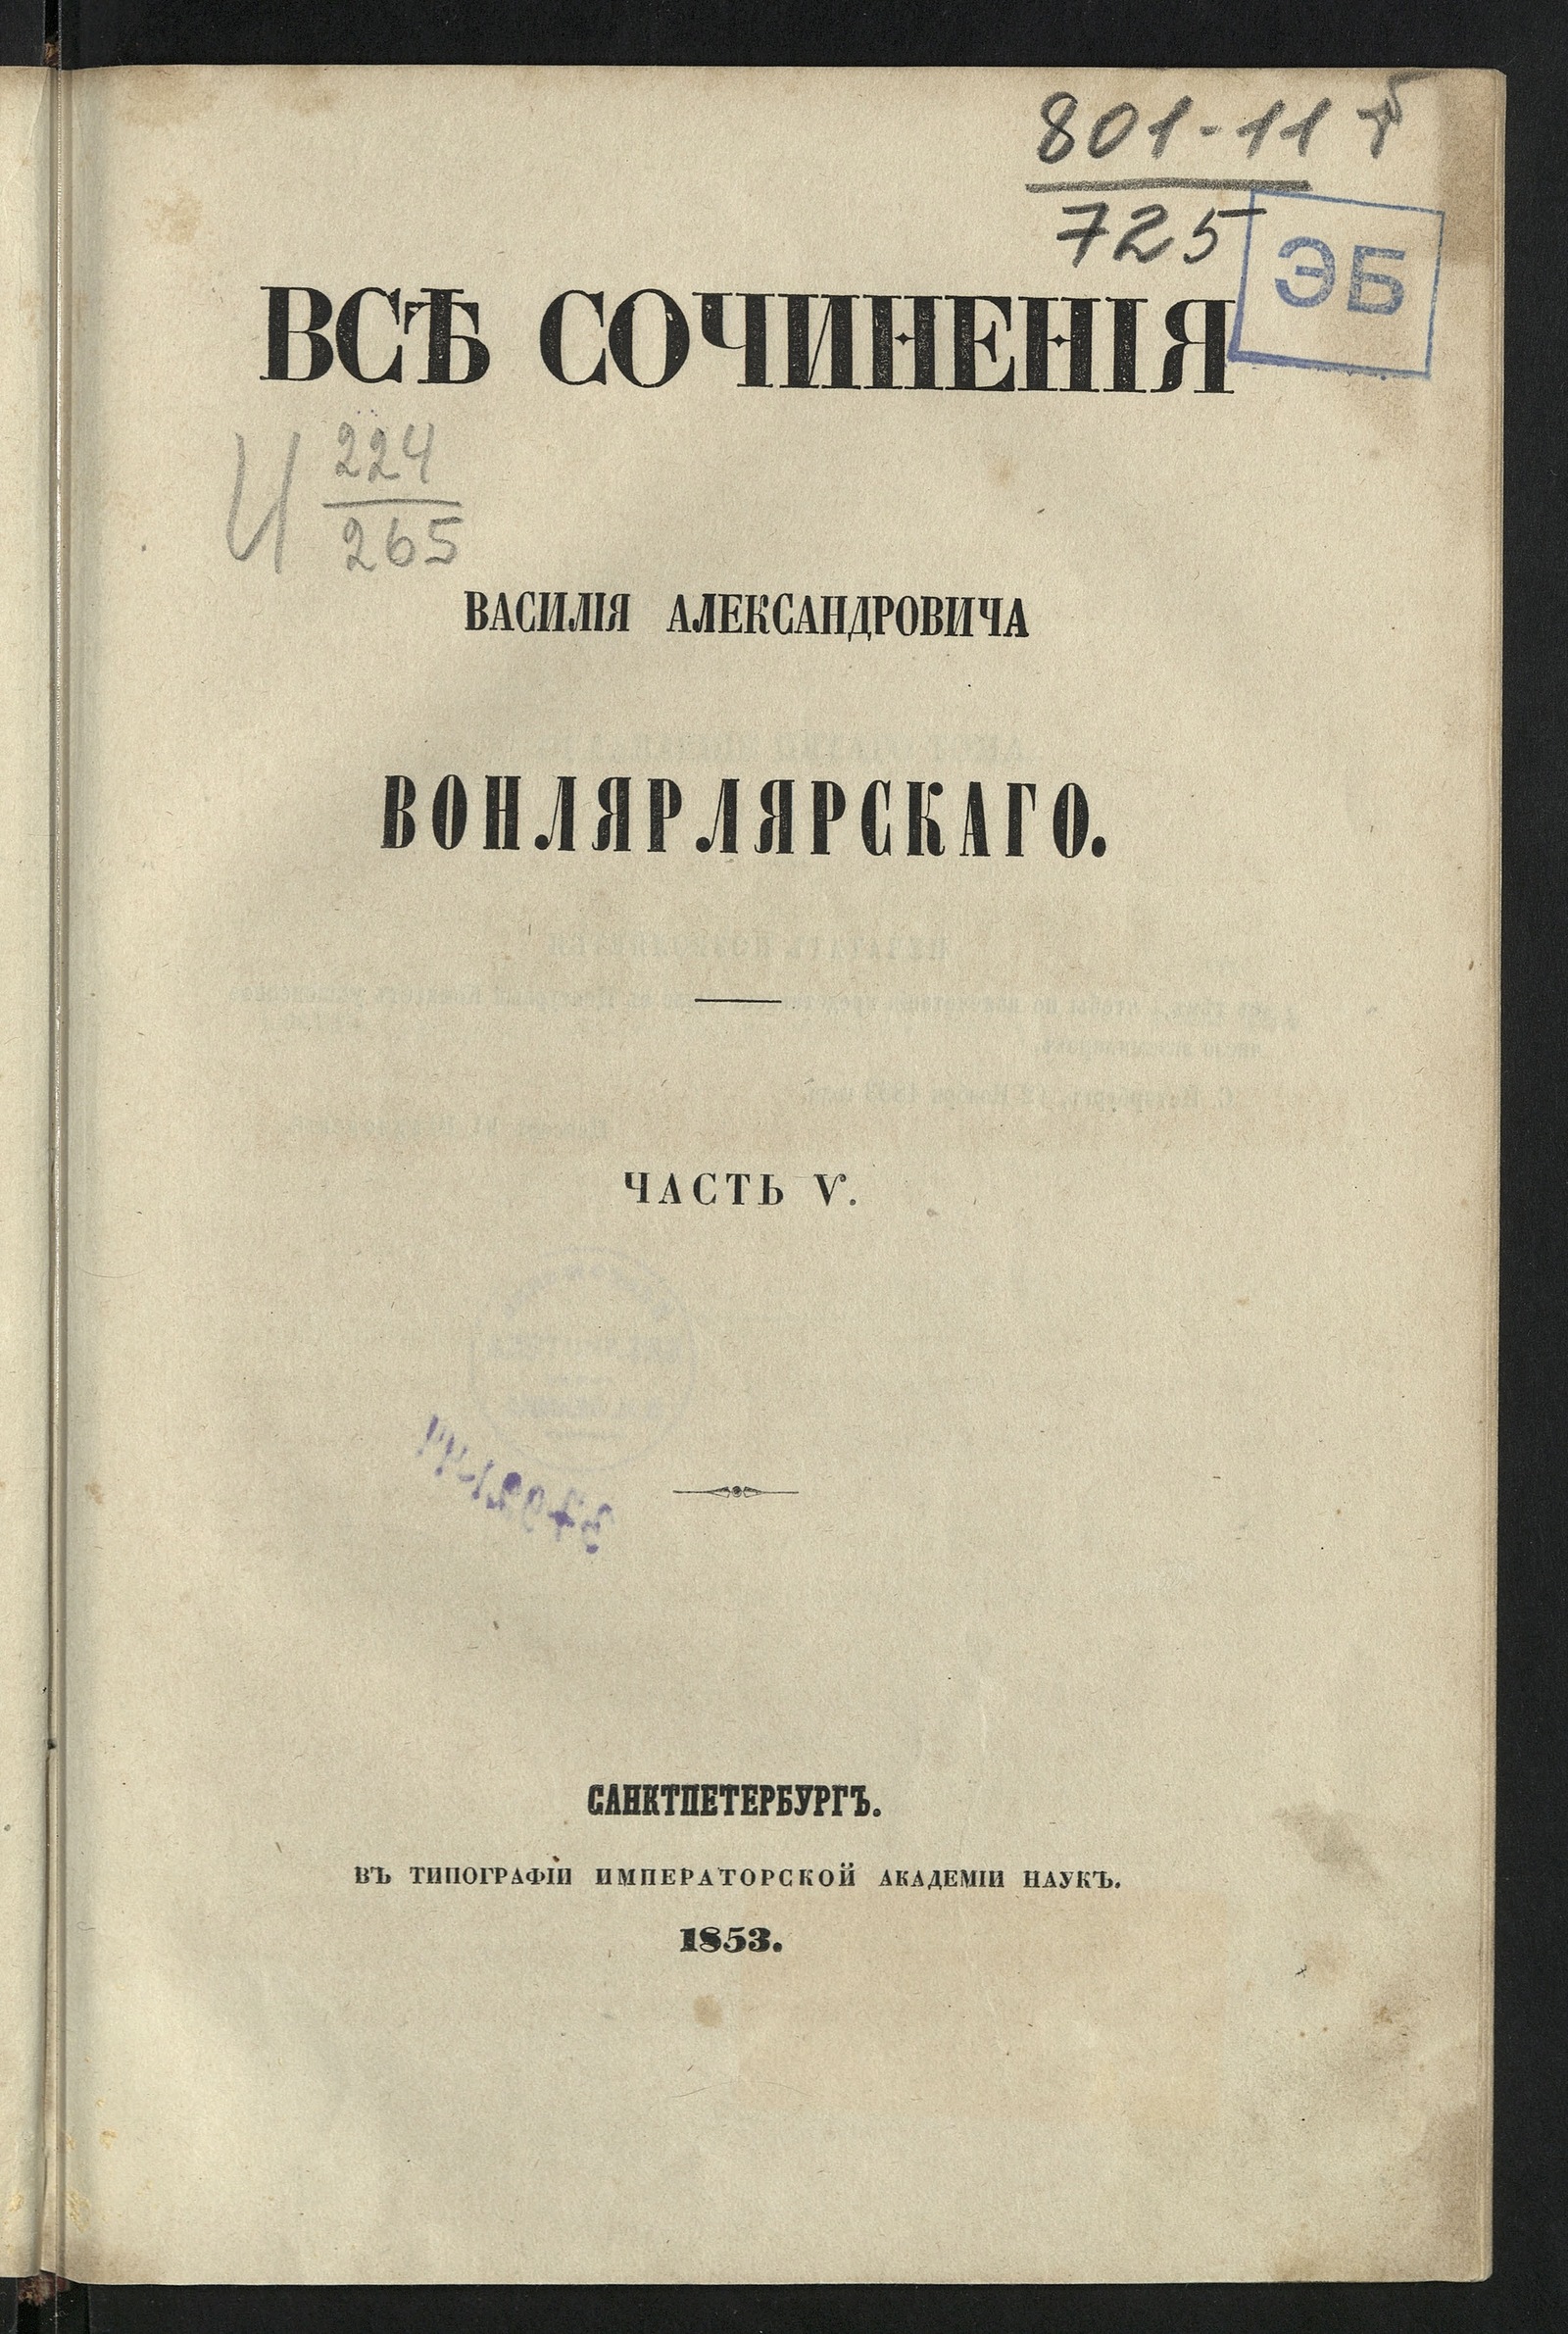 801-11
725
ЭБ
ВСѢ СОЧИНЕНІЯ
И 224
265
ВАСИЛІЯ АЛЕКСАНДРОВИЧА
ВОНЛЯРЛЯРСКАГО.
ЧАСТЬ V.
САНКТПЕТЕРБУРГЪ.
ВЪ ТИПОГРАФІИ ИМПЕРАТОРСКОЙ АКАДЕМІИ НАУКЪ.
1853.